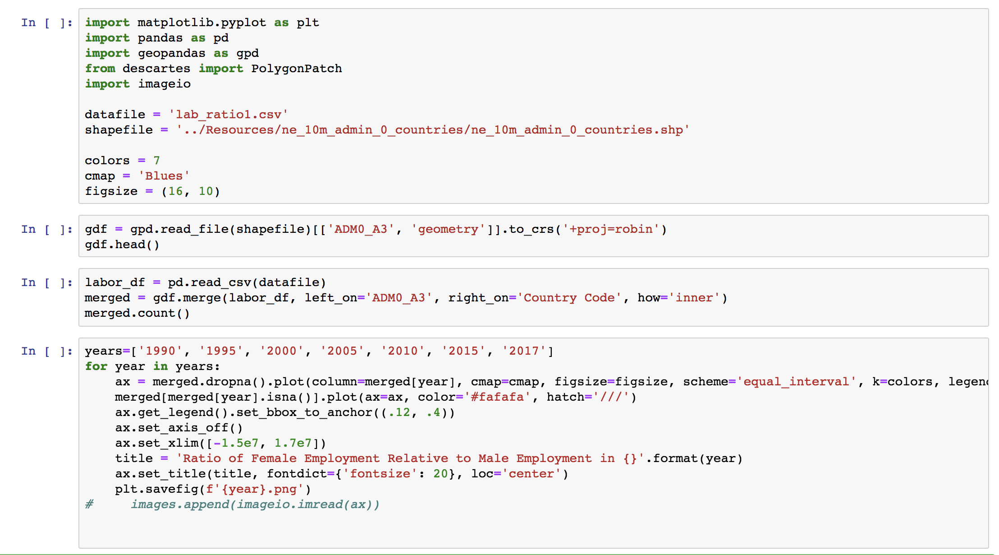 In [ ]: import matplotlib.pyplot as plt
import pandas as pd
import geopandas as gpd
from descartes import PolygonPatch
import imageio
datafile = 'lab_ratio1.csv'
shapefile = '../Resources/ne_10m_admin_0_countries/ne_10m_admin_0_countries.shp'
colors = 7
cmap = 'Blues'
figsize = (16, 10)
In [ ]: gdf = gpd.read_file(shapefile)[['ADM0_A3', 'geometry']].to_crs('+proj=robin')
gdf.head()
In [ ]: labor_df = pd.read_csv(datafile)
merged = gdf.merge(labor_df, left_on='ADM0_A3', right_on='Country Code', how='inner')
merged.count()
In [ ]: years=['1990', '1995', '2000', '2005', '2010', '2015', '2017']
for year in years:
    ax = merged.dropna().plot(column=merged[year], cmap=cmap, figsize=figsize, scheme='equal_interval', k=colors,
    merged[merged[year].isna()].plot(ax=ax, color='#fafafa', hatch='///')
    ax.get_legend().set_bbox_to_anchor((.12, .4))
    ax.set_axis_off()
    ax.set_xlim([-1.5e7, 1.7e7])
    title = 'Ratio of Female Employment Relative to Male Employment in {}'.format(year)
    ax.set_title(title, fontdict={'fontsize': 20}, loc='center')
    plt.savefig(f'{year}.png')
#     images.append(imageio.imread(ax))